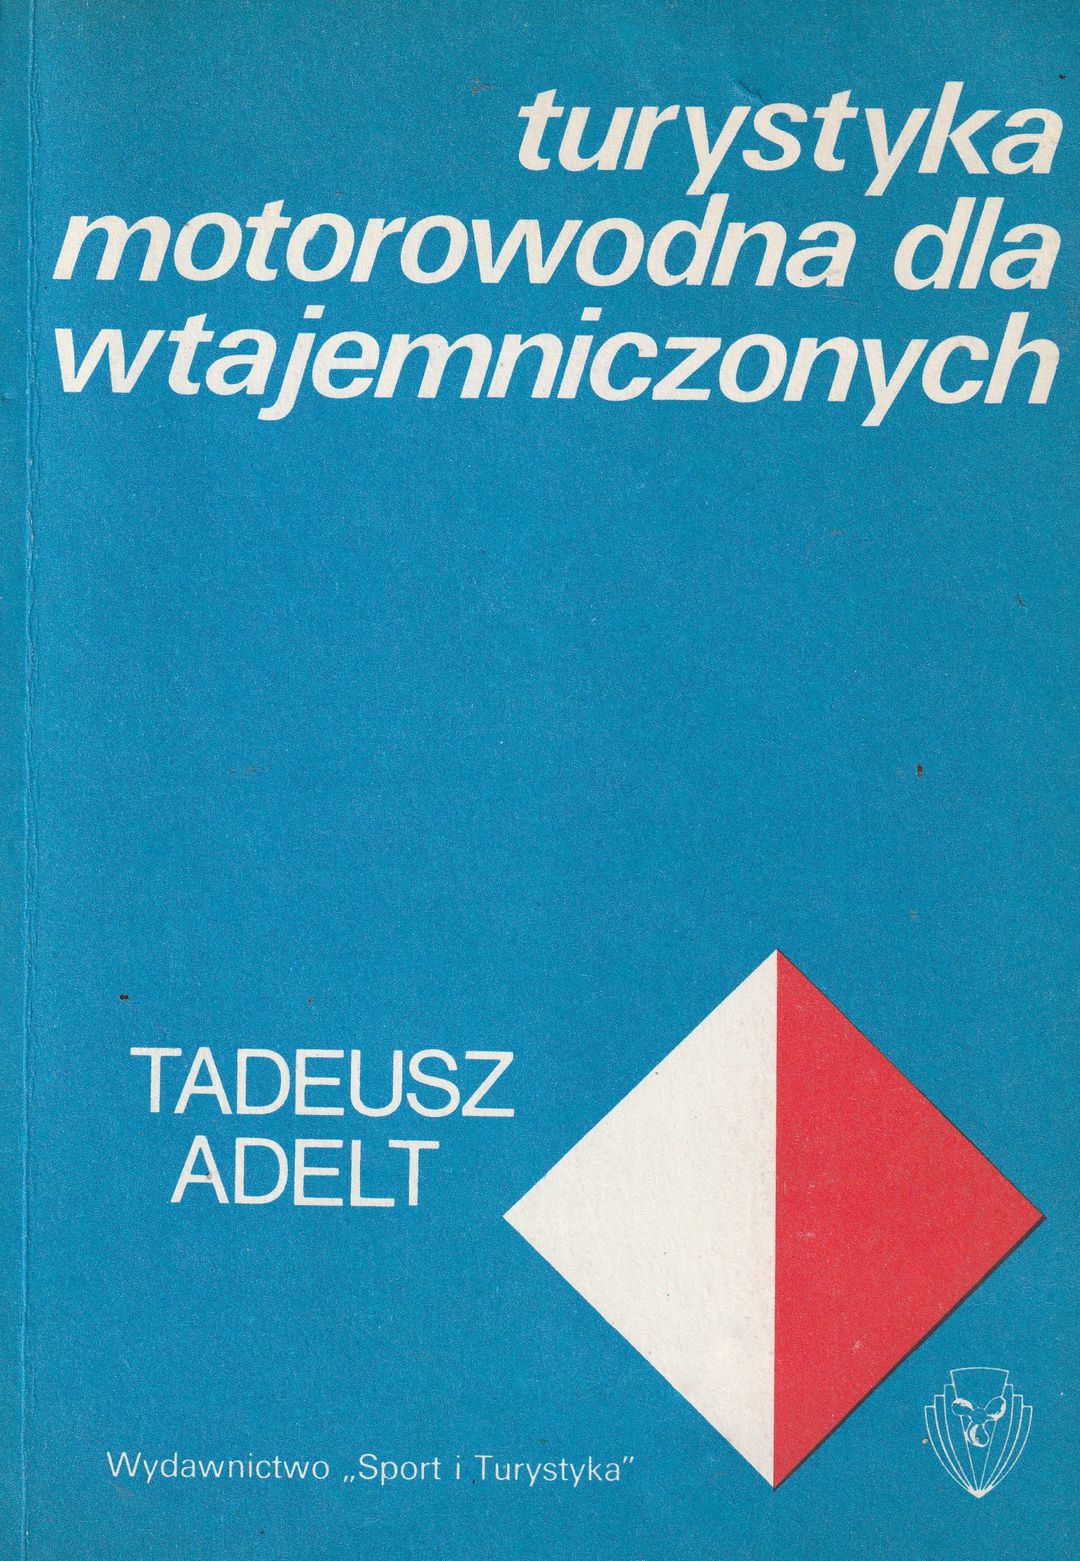 turystyka
motorowodna dla
wtajemniczonych
TADEUSZ
ADELT
Wydawnictwo „Sport i Turystyka”